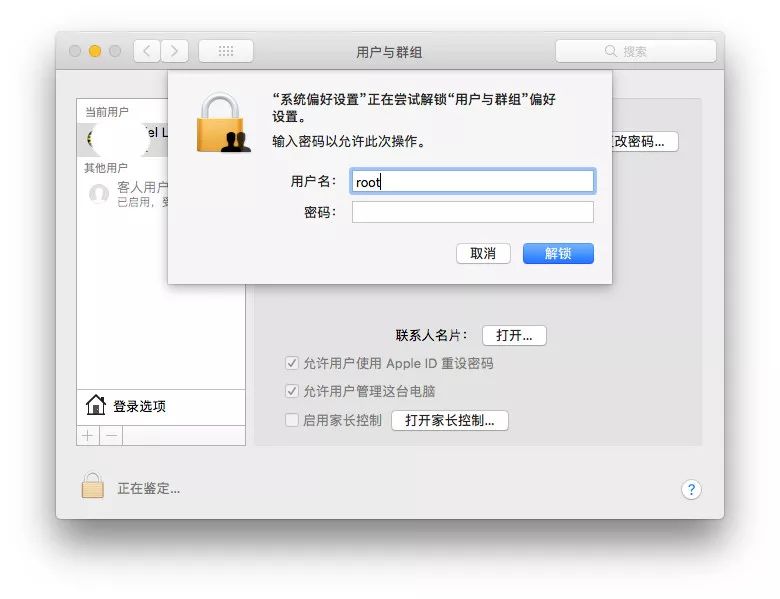 用户与群组
搜索
当前用户
el L
其他用户
客人用户
已启用，
改密码...
“系统偏好设置”正在尝试解锁“用户与群组”偏好
设置。
输入密码以允许此次操作。
用户名：
root
密码：
取消
解锁
联系人名片：
打开...
允许用户使用 Apple ID 重设密码
允许用户管理这台电脑
启用家长控制
打开家长控制...
登录选项
正在鉴定...
?